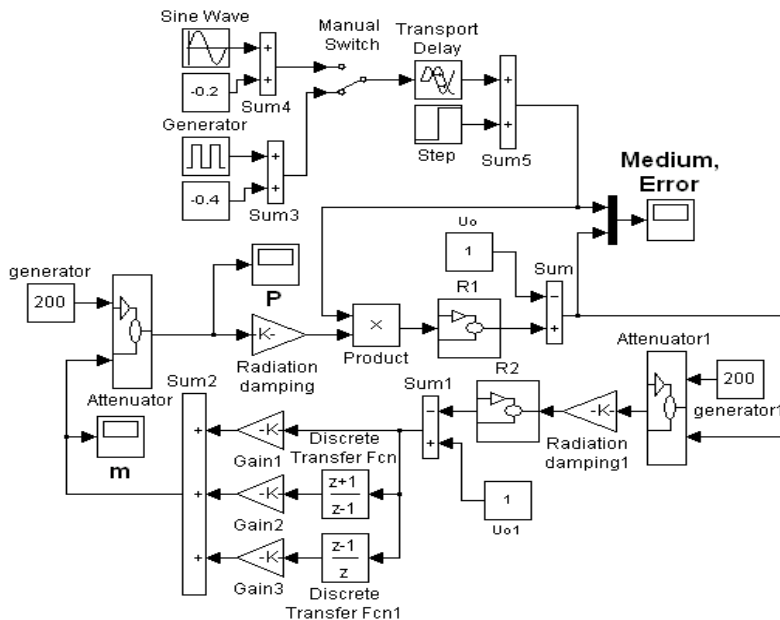 Sine Wave
-0.2
+
+
Sum4
Manual
Switch
Transport
Delay
Generator
-0.4
+
+
Sum3
Step
+
+
Sum5
Medium,
Error
generator
200
Attenuator
P
-K-
Radiation
damping
×
Product
Uo
1
R1
Sum
−
+
Attenuator1
200
generator1
-K-
Radiation
damping1
R2
Sum1
−
+
1
Uo1
m
Sum2
+
+
+
-K-
Gain1
Discrete
Transfer Fcn
-K-
Gain2
z+1
z-1
-K-
Gain3
z-1
z
Discrete
Transfer Fcn1